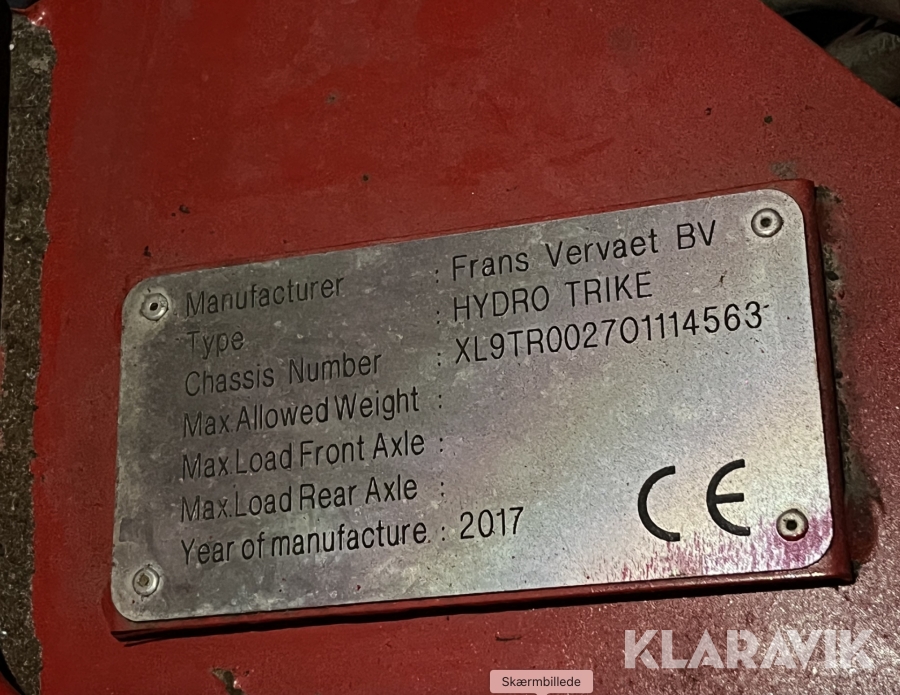 Manufacturer : Frans Vervaet BV
Type : HYDRO TRIKE
Chassis Number : XL9TR002701114563
Max.Allowed Weight :
Max.Load Front Axle :
Max.Load Rear Axle :
Year of manufacture. : 2017
CE
KLARAVIK
Skærmbillede